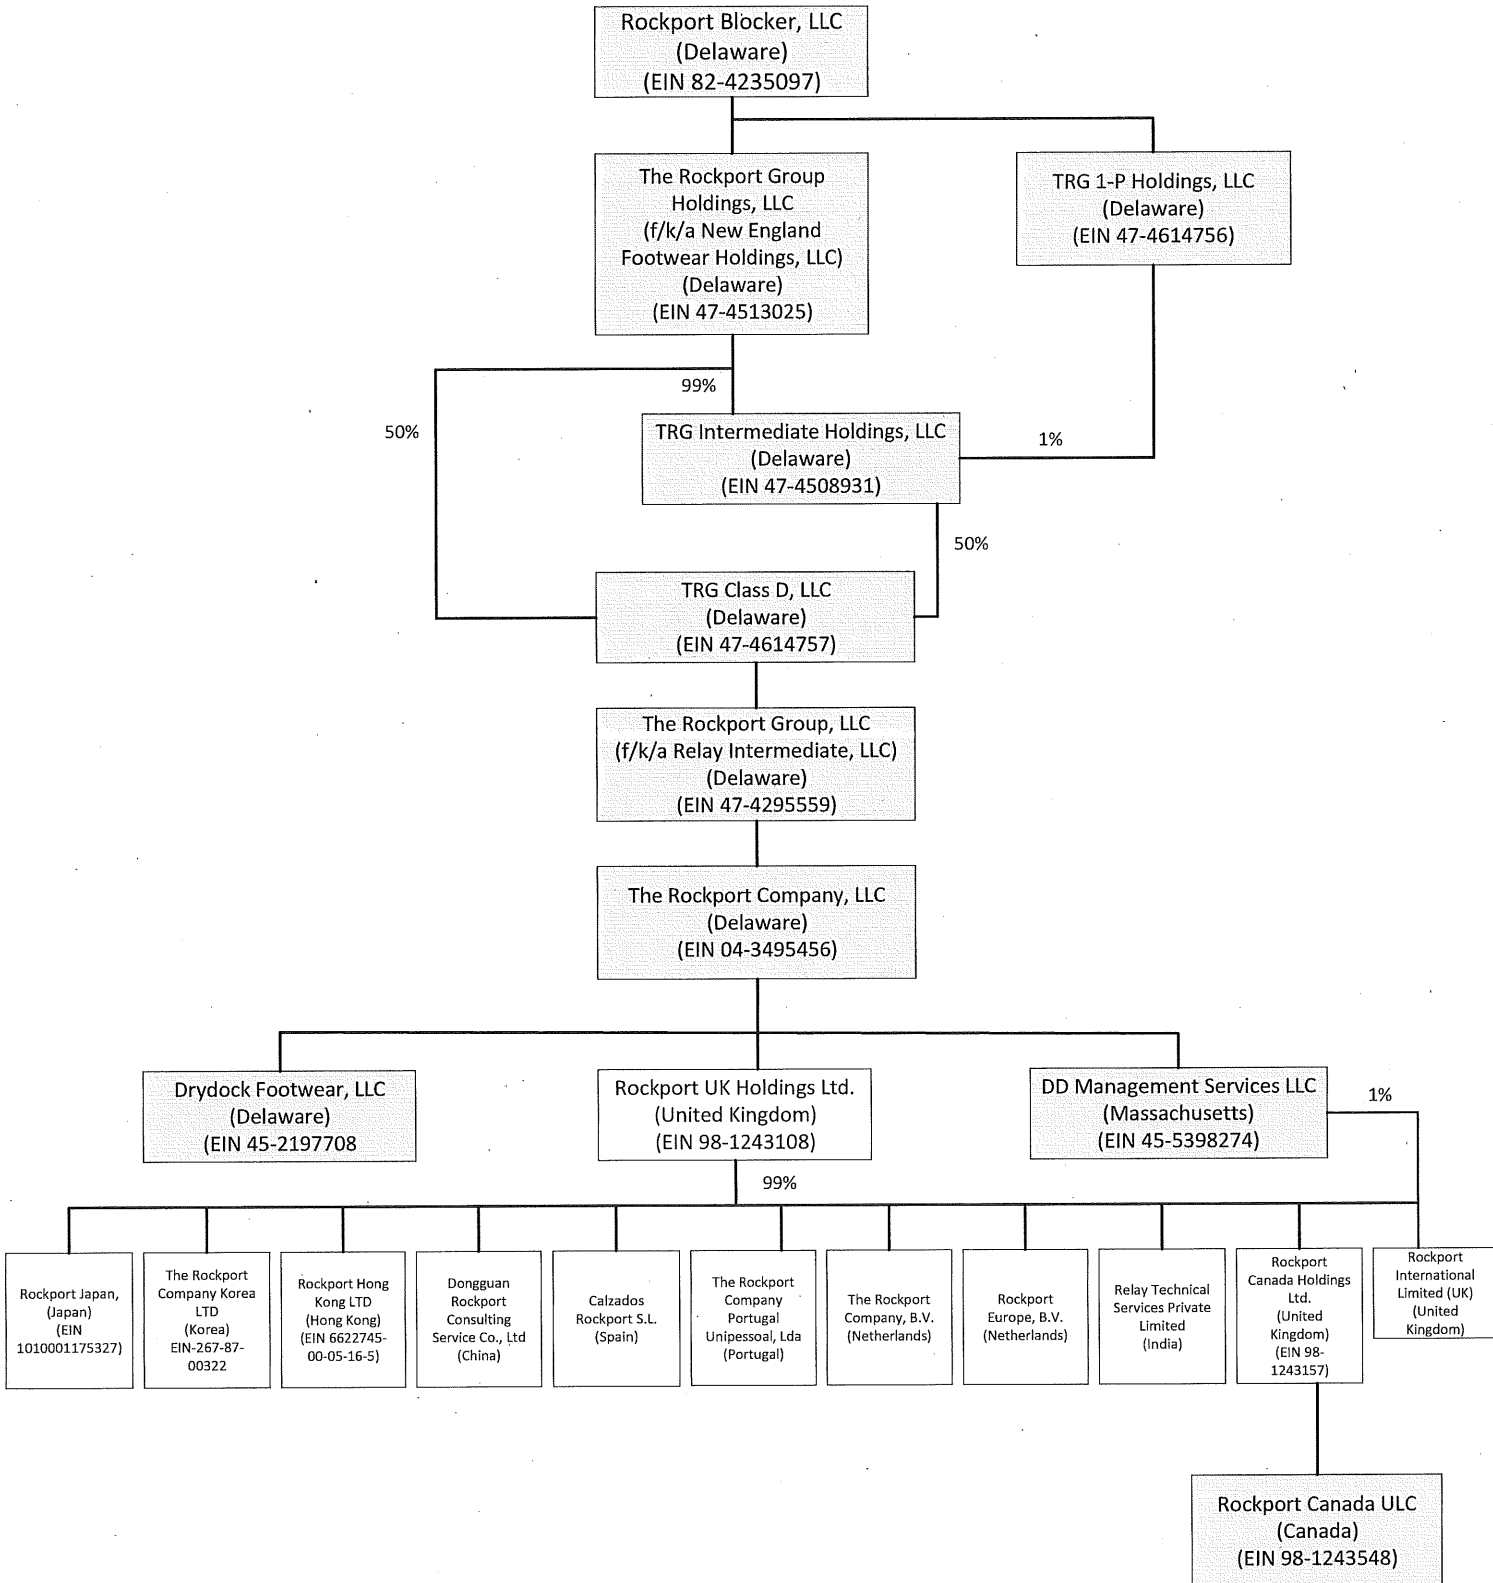 Rockport Blocker, LLC
(Delaware)
(EIN 82-4235097)
The Rockport Group
Holdings, LLC
(f/k/a New England
Footwear Holdings, LLC)
(Delaware)
(EIN 47-4513025)
TRG 1-P Holdings, LLC
(Delaware)
(EIN 47-4614756)
99%
50%
TRG Intermediate Holdings, LLC
(Delaware)
(EIN 47-4508931)
1%
50%
TRG Class D, LLC
(Delaware)
(EIN 47-4614757)
The Rockport Group, LLC
(f/k/a Relay Intermediate, LLC)
(Delaware)
(EIN 47-4295559)
The Rockport Company, LLC
(Delaware)
(EIN 04-3495456)
Drydock Footwear, LLC
(Delaware)
(EIN 45-2197708
Rockport UK Holdings Ltd.
(United Kingdom)
(EIN 98-1243108)
DD Management Services LLC
(Massachusetts)
(EIN 45-5398274)
1%
99%
Rockport Japan,
(Japan)
(EIN
1010001175327)
The Rockport
Company Korea
LTD
(Korea)
EIN-267-87-
00322
Rockport Hong
Kong LTD
(Hong Kong)
(EIN 6622745-
00-05-16-5)
Dongguan
Rockport
Consulting
Service Co., Ltd
(China)
Calzados
Rockport S.L.
(Spain)
The Rockport
Company
Portugal
Unipessoal, Lda
(Portugal)
The Rockport
Company, B.V.
(Netherlands)
Rockport
Europe, B.V.
(Netherlands)
Relay Technical
Services Private
Limited
(India)
Rockport
Canada Holdings
Ltd.
(United
Kingdom)
(EIN 98-
1243157)
Rockport
International
Limited (UK)
(United
Kingdom)
Rockport Canada ULC
(Canada)
(EIN 98-1243548)